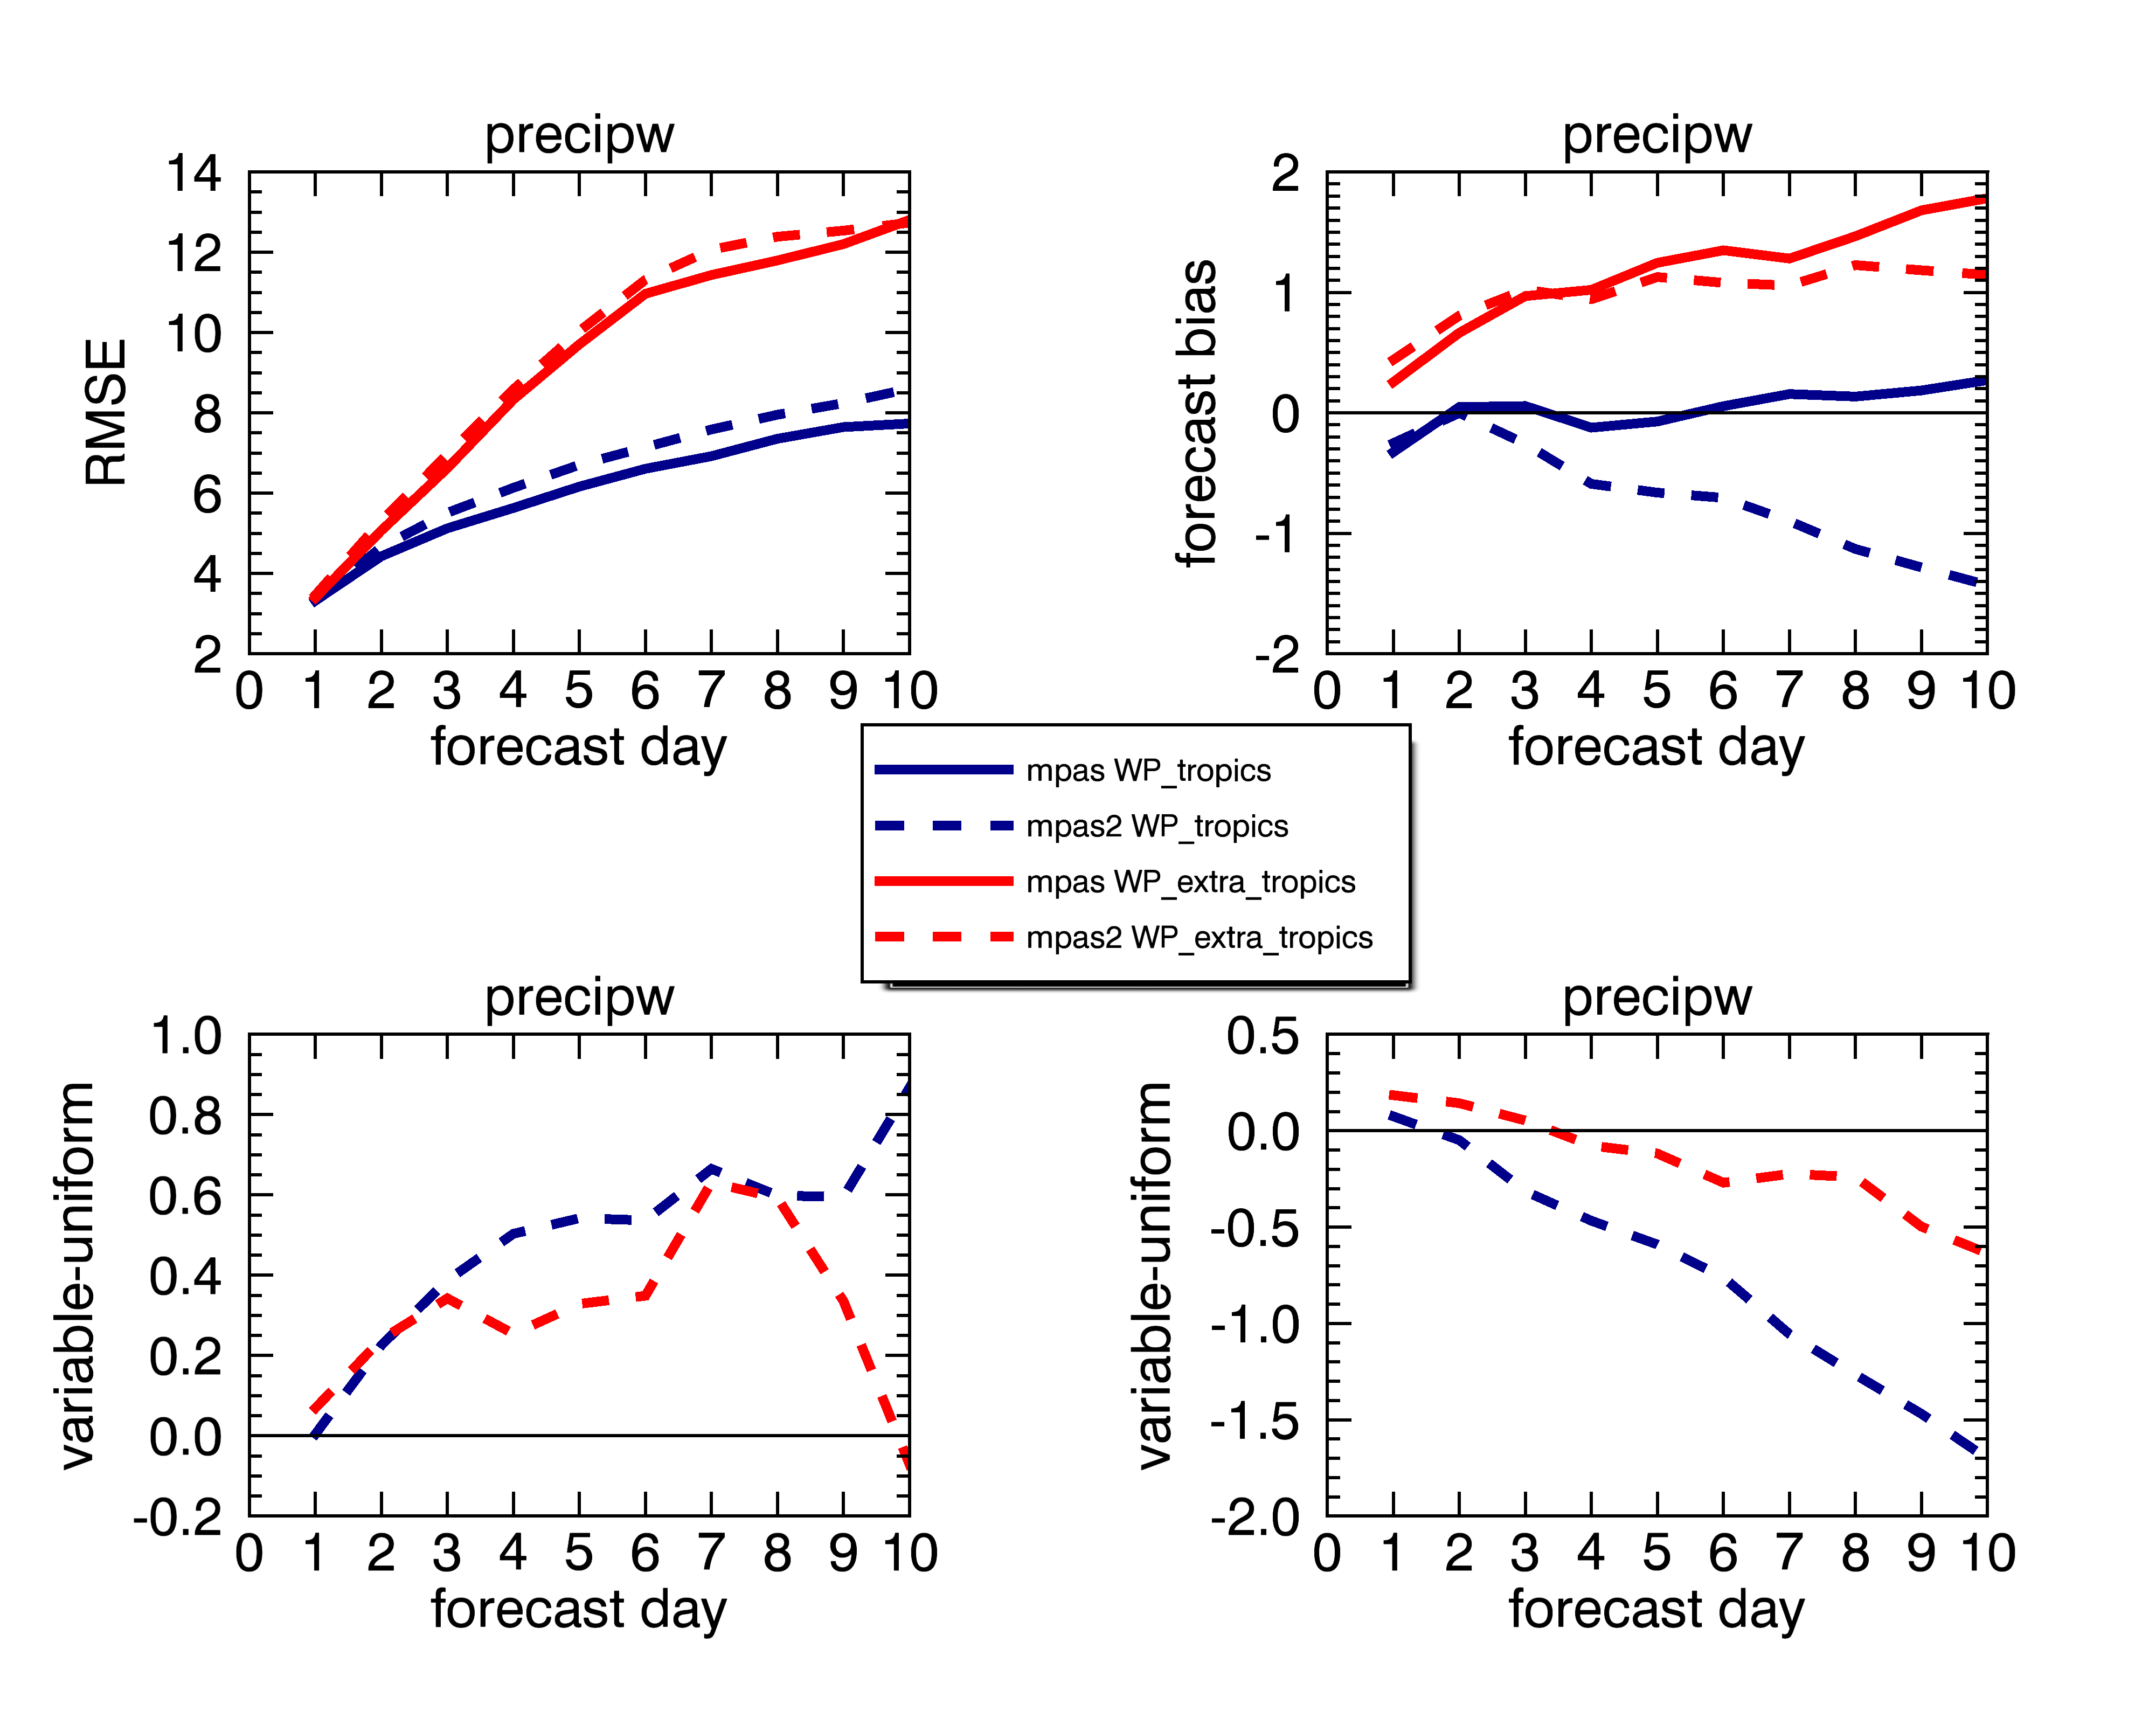 precipw
14
12
10
8
6
4
2
RMSE
0 1 2 3 4 5 6 7 8 9 10
forecast day
precipw
2
1
0
-1
-2
forecast bias
0 1 2 3 4 5 6 7 8 9 10
forecast day
mpas WP_tropics
mpas2 WP_tropics
mpas WP_extra_tropics
mpas2 WP_extra_tropics
precipw
1.0
0.8
0.6
0.4
0.2
0.0
-0.2
variable-uniform
0 1 2 3 4 5 6 7 8 9 10
forecast day
precipw
0.5
0.0
-0.5
-1.0
-1.5
-2.0
variable-uniform
0 1 2 3 4 5 6 7 8 9 10
forecast day